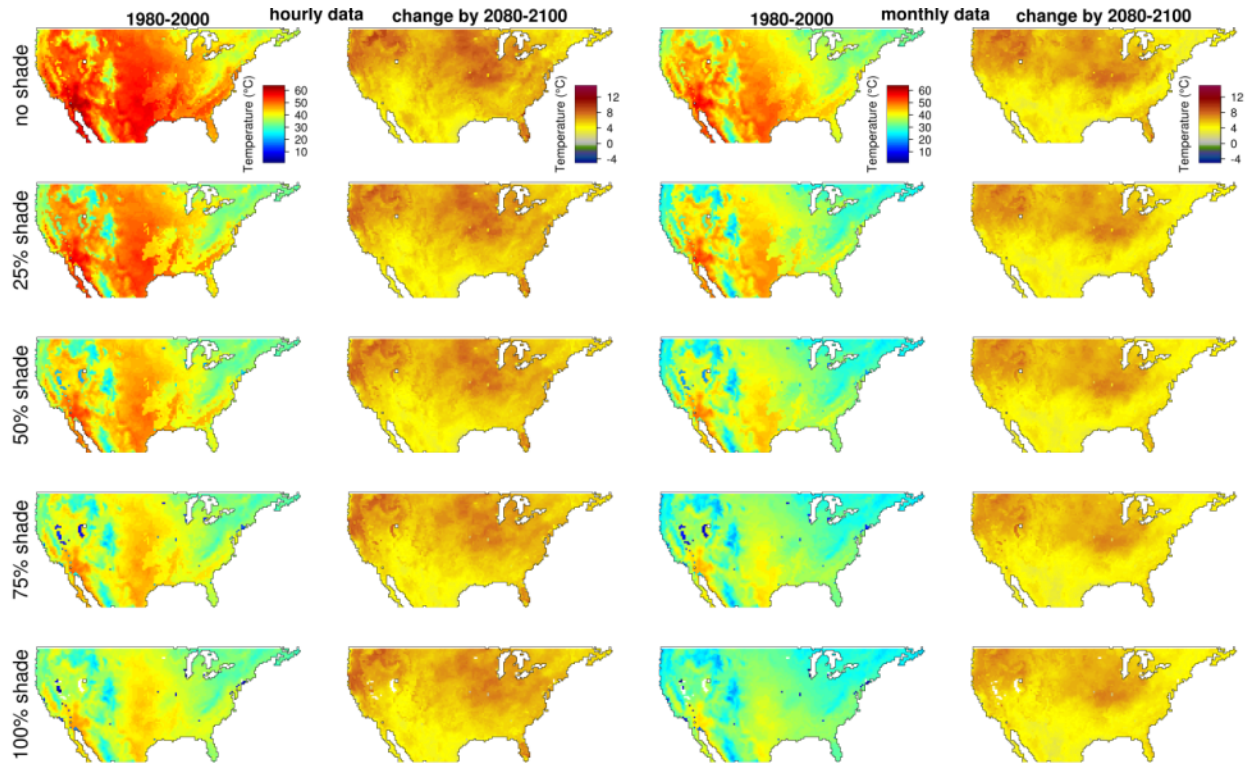 hourly data
monthly data
1980-2000
change by 2080-2100
1980-2000
change by 2080-2100
no shade
Temperature (°C)
60
50
40
30
20
10
Temperature (°C)
12
8
4
0
-4
Temperature (°C)
60
50
40
30
20
10
Temperature (°C)
12
8
4
0
-4
25% shade
50% shade
75% shade
100% shade